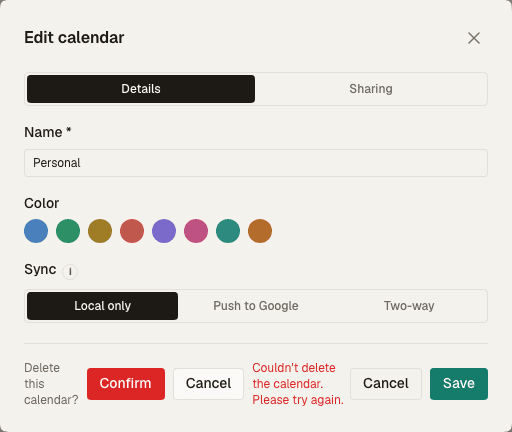 Edit calendar
Details
Sharing
Name *
Personal
Color
Sync i
Local only
Push to Google
Two-way
Delete
this
calendar?
Confirm
Cancel
Couldn't delete
the calendar.
Please try again.
Cancel
Save